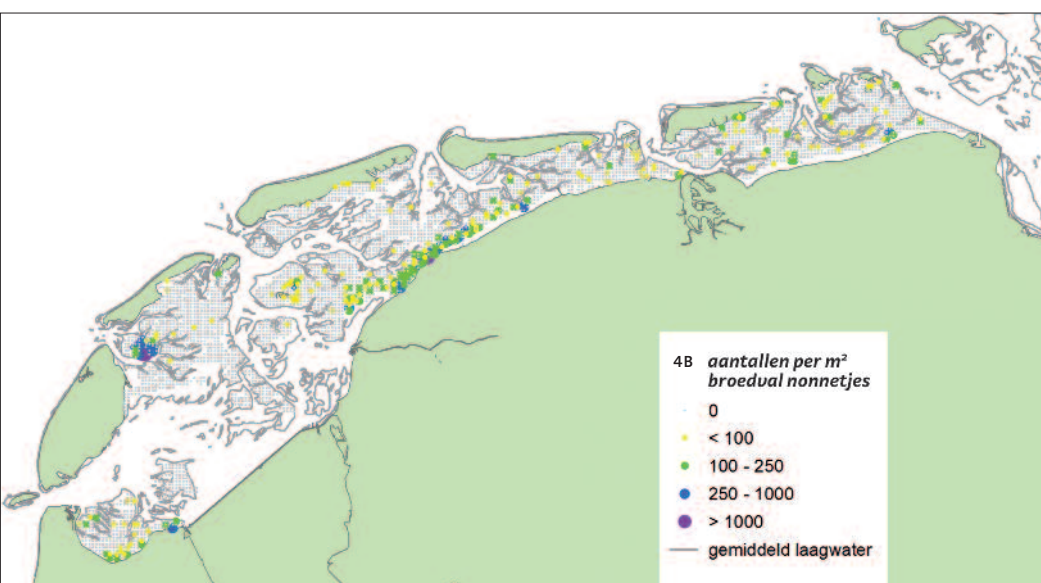 4B aantallen per m²
broedval nonnetjes
0
< 100
100 - 250
250 - 1000
> 1000
gemiddeld laagwater